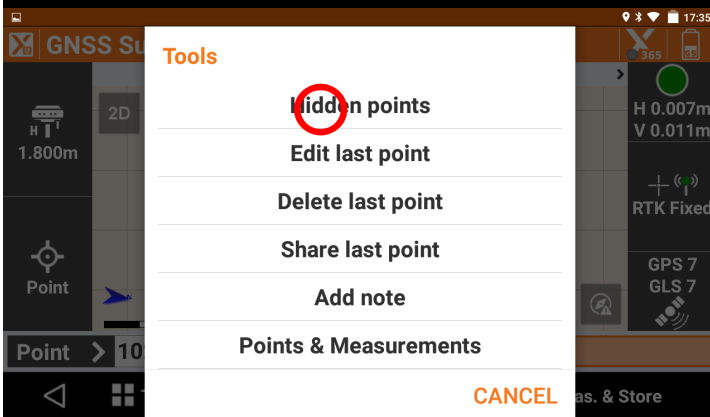 17:35
GNSS Su
365
Tools
Hidden points
Edit last point
Delete last point
Share last point
Add note
Points & Measurements
CANCEL
2D
H
1.800m
Point
H 0.007m
V 0.011m
RTK Fixed
GPS 7
GLS 7
Point
10
as. & Store